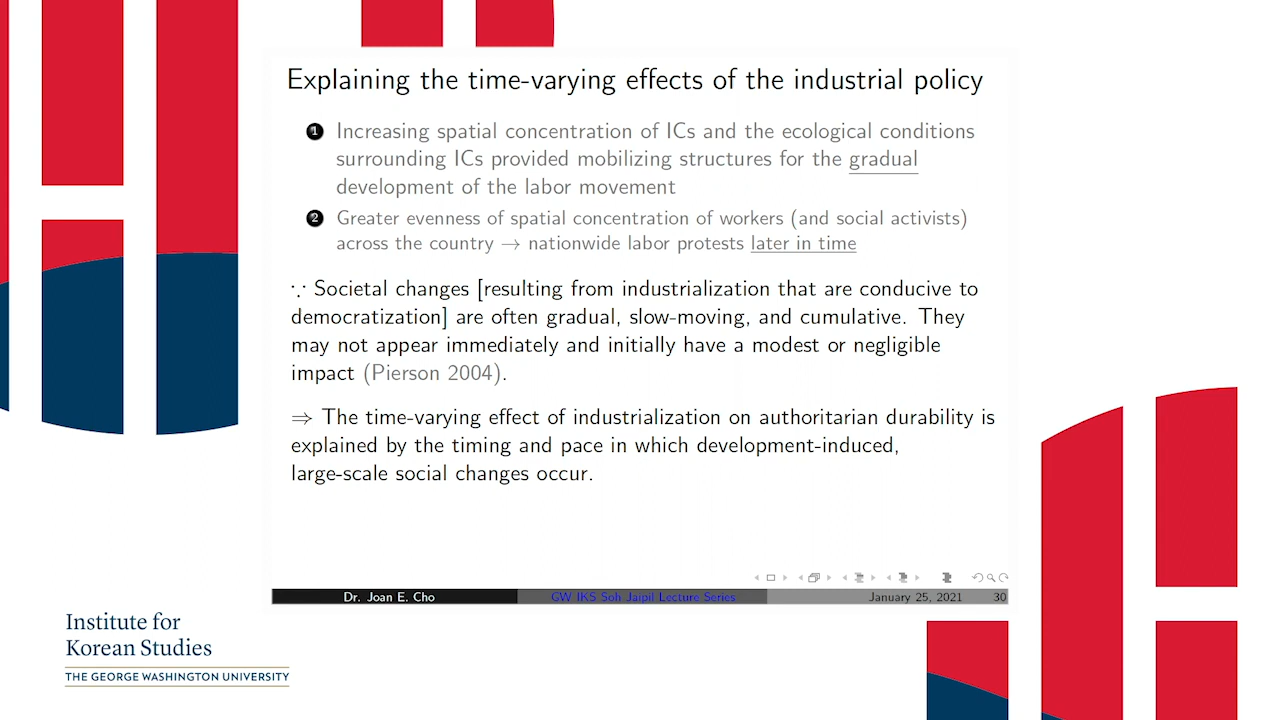 Explaining the time-varying effects of the industrial policy
1 Increasing spatial concentration of ICs and the ecological conditions
surrounding ICs provided mobilizing structures for the gradual
development of the labor movement
2 Greater evenness of spatial concentration of workers (and social activists)
across the country → nationwide labor protests later in time
∵ Societal changes [resulting from industrialization that are conducive to
democratization] are often gradual, slow-moving, and cumulative. They
may not appear immediately and initially have a modest or negligible
impact (Pierson 2004).
⇒ The time-varying effect of industrialization on authoritarian durability is
explained by the timing and pace in which development-induced,
large-scale social changes occur.
Dr. Joan E. Cho GW IKS Soh Jaipil Lecture Series January 25, 2021 30
Institute for
Korean Studies
THE GEORGE WASHINGTON UNIVERSITY